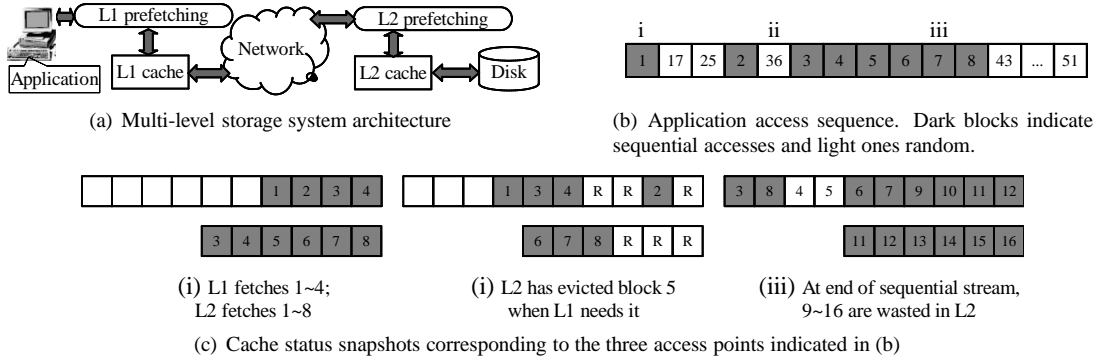 L1 prefetching
L2 prefetching
Network
Application
L1 cache
L2 cache
Disk
(a) Multi-level storage system architecture
i ii iii
1 17 25 2 36 3 4 5 6 7 8 43 ... 51
(b) Application access sequence. Dark blocks indicate
sequential accesses and light ones random.
1 2 3 4
3 4 5 6 7 8
(i) L1 fetches 1~4;
L2 fetches 1~8
1 3 4 R R 2 R
6 7 8 R R R
(i) L2 has evicted block 5
when L1 needs it
3 8 4 5 6 7 9 10 11 12
11 12 13 14 15 16
(iii) At end of sequential stream,
9~16 are wasted in L2
(c) Cache status snapshots corresponding to the three access points indicated in (b)